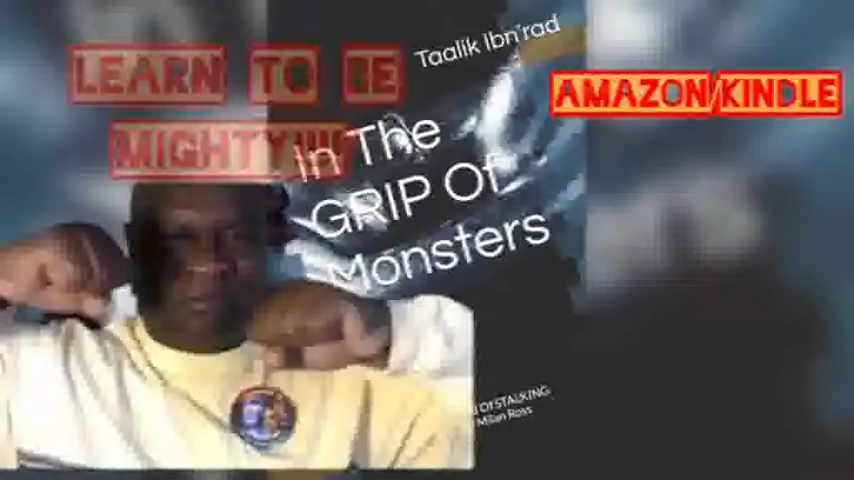 Taalik Ibn'rad
LEARN TO BE
MIGHTY!!!
AMAZON/KINDLE
In The
GRIP Of
Monsters
Of STALKING
Milan Ross